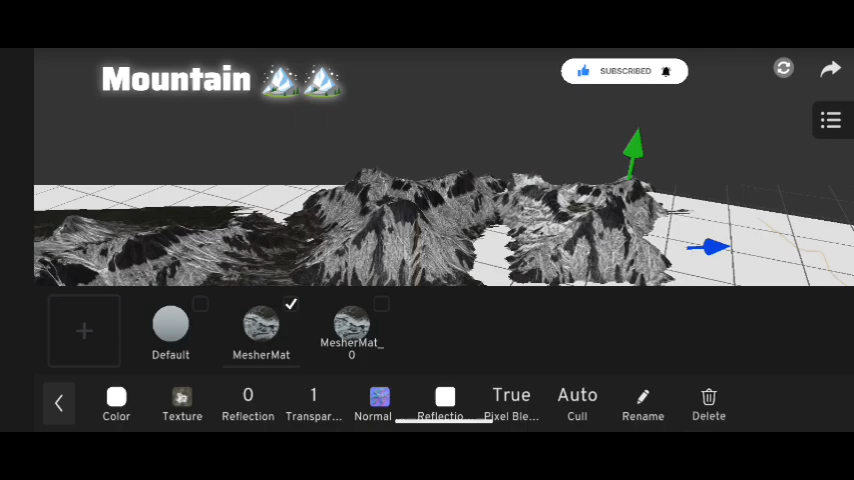 Mountain
SUBSCRIBED
Default
MesherMat
MesherMat_
0
0
1
True
Auto
Color
Texture
Reflection
Transpar...
Normal
Reflectio...
Pixel Ble...
Cull
Rename
Delete